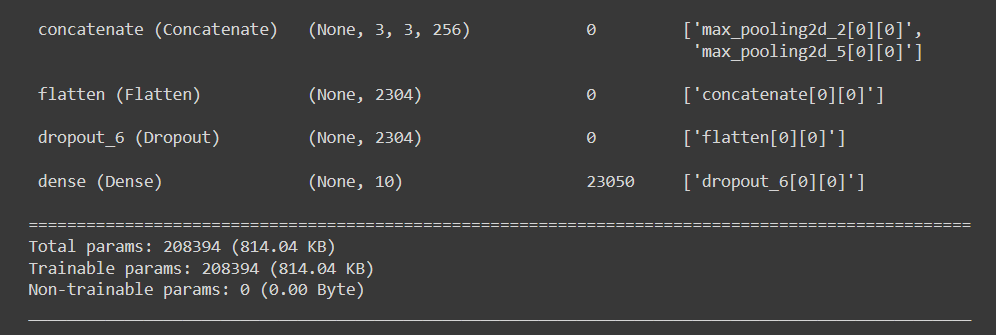 concatenate (Concatenate) (None, 3, 3, 256) 0 ['max_pooling2d_2[0][0]',
'max_pooling2d_5[0][0]']
flatten (Flatten) (None, 2304) 0 ['concatenate[0][0]']
dropout_6 (Dropout) (None, 2304) 0 ['flatten[0][0]']
dense (Dense) (None, 10) 23050 ['dropout_6[0][0]']
==================================================================================================
Total params: 208394 (814.04 KB)
Trainable params: 208394 (814.04 KB)
Non-trainable params: 0 (0.00 Byte)
__________________________________________________________________________________________________